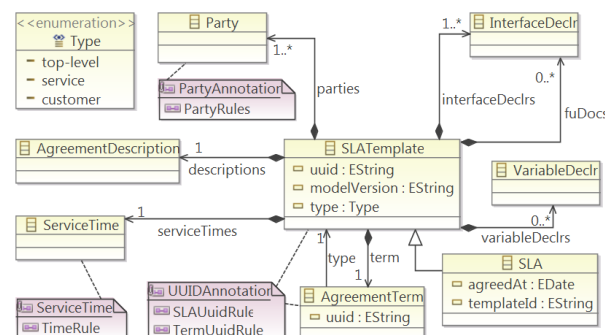 <<enumeration>>
Type
top-level
service
customer
Party
1..*
PartyAnnotation
PartyRules
parties
1..*
InterfaceDeclr
interfaceDeclrs
0..*
fuDocs
AgreementDescription
1
descriptions
SLATemplate
uuid : EString
modelVersion : EString
type : Type
VariableDeclr
0..*
variableDeclrs
ServiceTime
1
serviceTimes
1
type
term
1
SLA
agreedAt : EDate
templateId : EString
ServiceTime
TimeRule
UUIDAnnotation
SLAUuidRule
TermUuidRule
AgreementTerm
uuid : EString